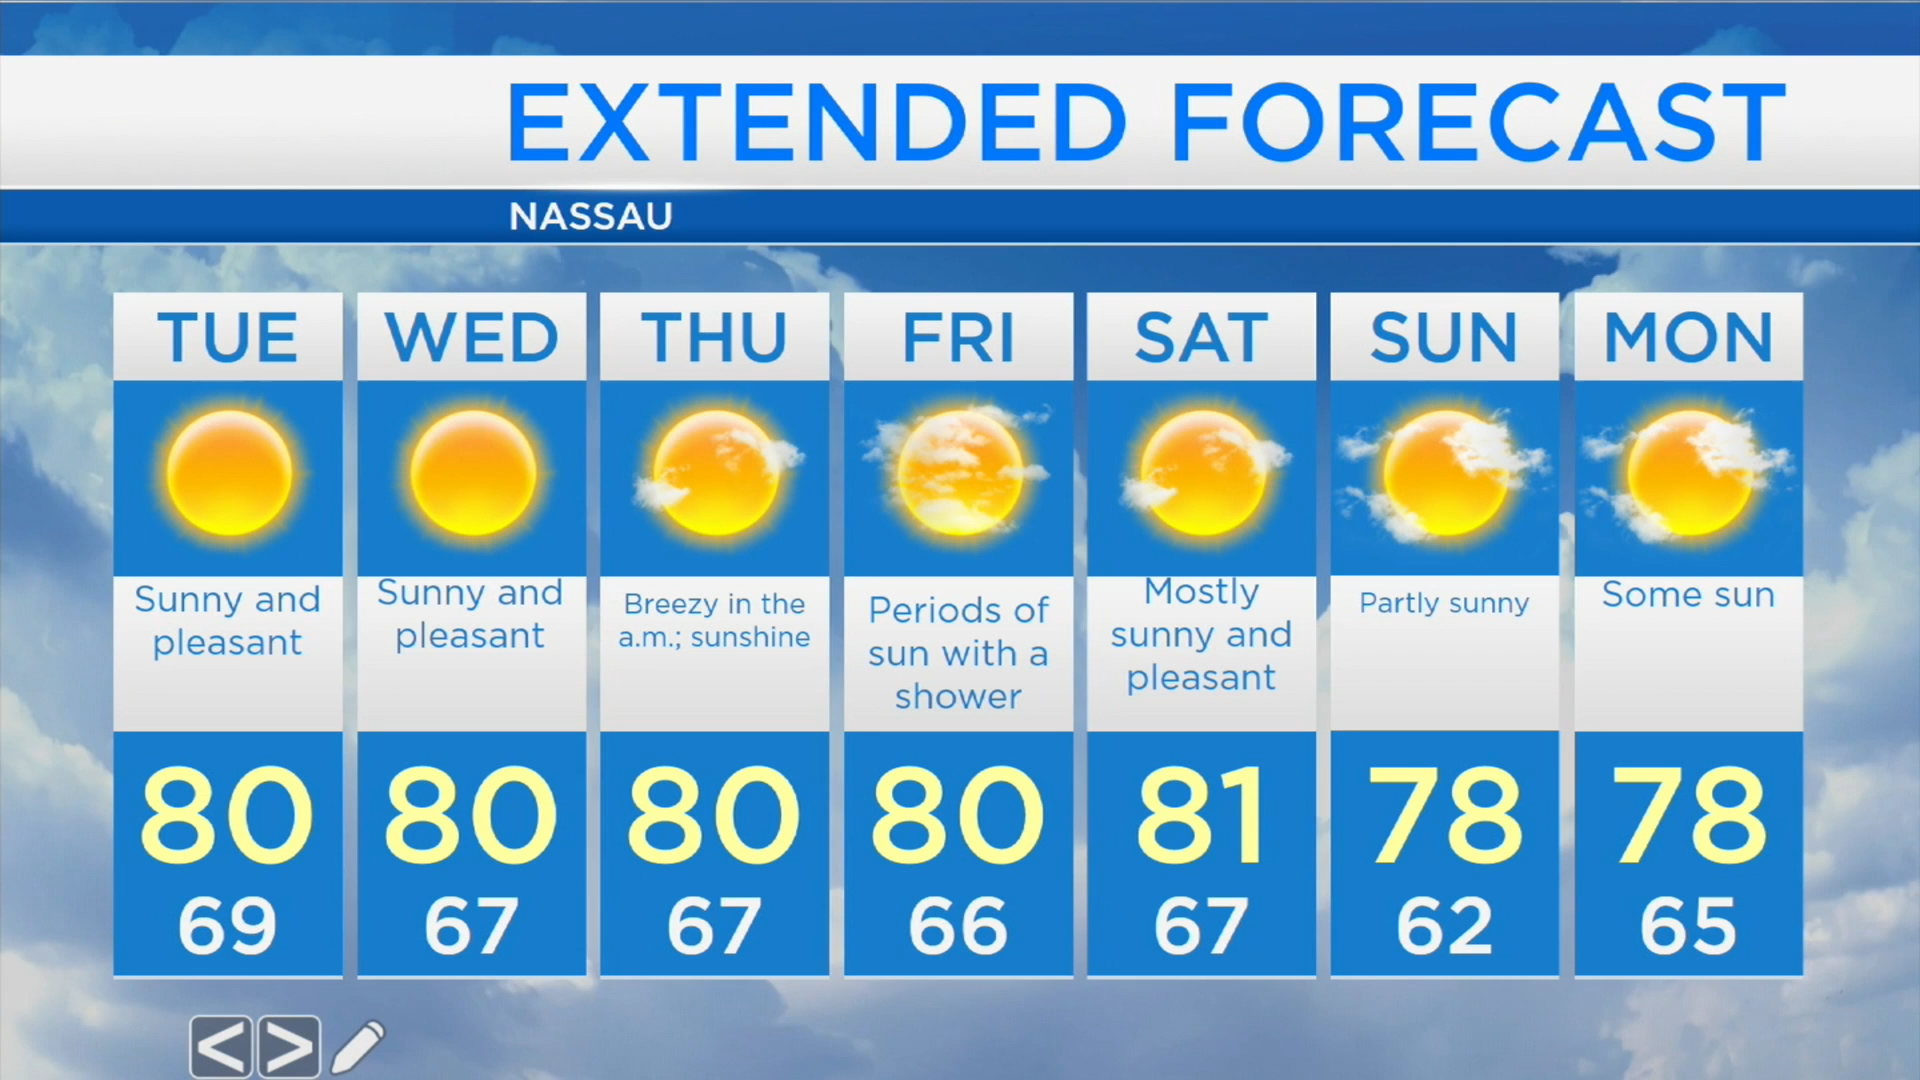 EXTENDED FORECAST
NASSAU
TUE
WED
THU
FRI
SAT
SUN
MON
Sunny and
pleasant
Sunny and
pleasant
Breezy in the
a.m.; sunshine
Periods of
sun with a
shower
Mostly
sunny and
pleasant
Partly sunny
Some sun
80
80
80
80
81
78
78
69
67
67
66
67
62
65